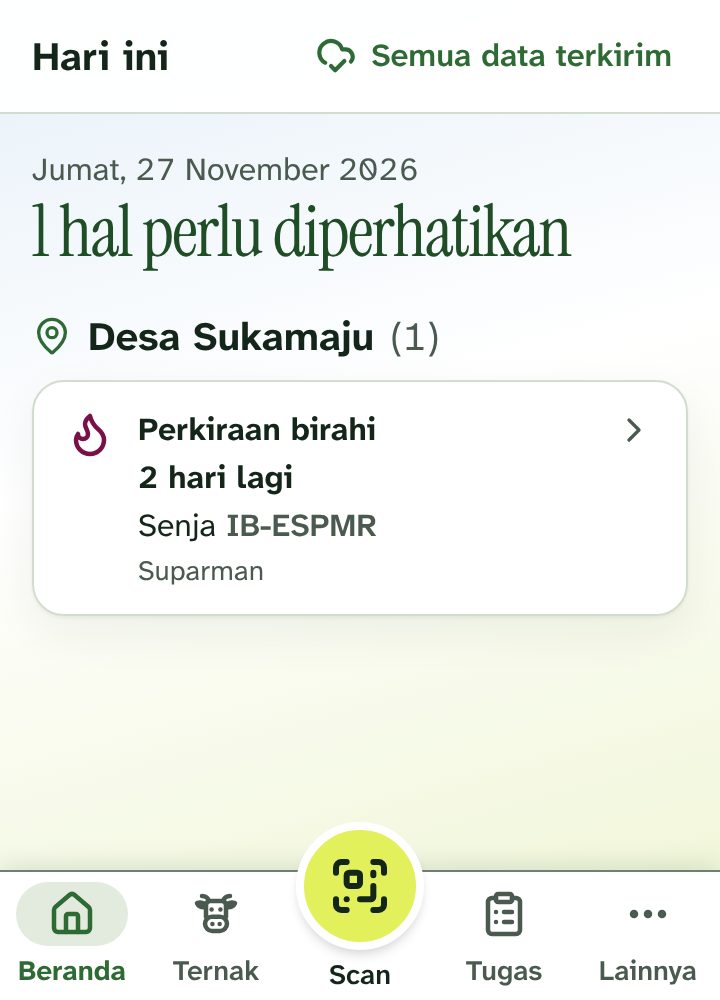 Hari ini
Semua data terkirim
Jumat, 27 November 2026
1 hal perlu diperhatikan
Desa Sukamaju (1)
Perkiraan birahi
2 hari lagi
Senja IB-ESPMR
Suparman
Beranda
Ternak
Scan
Tugas
Lainnya